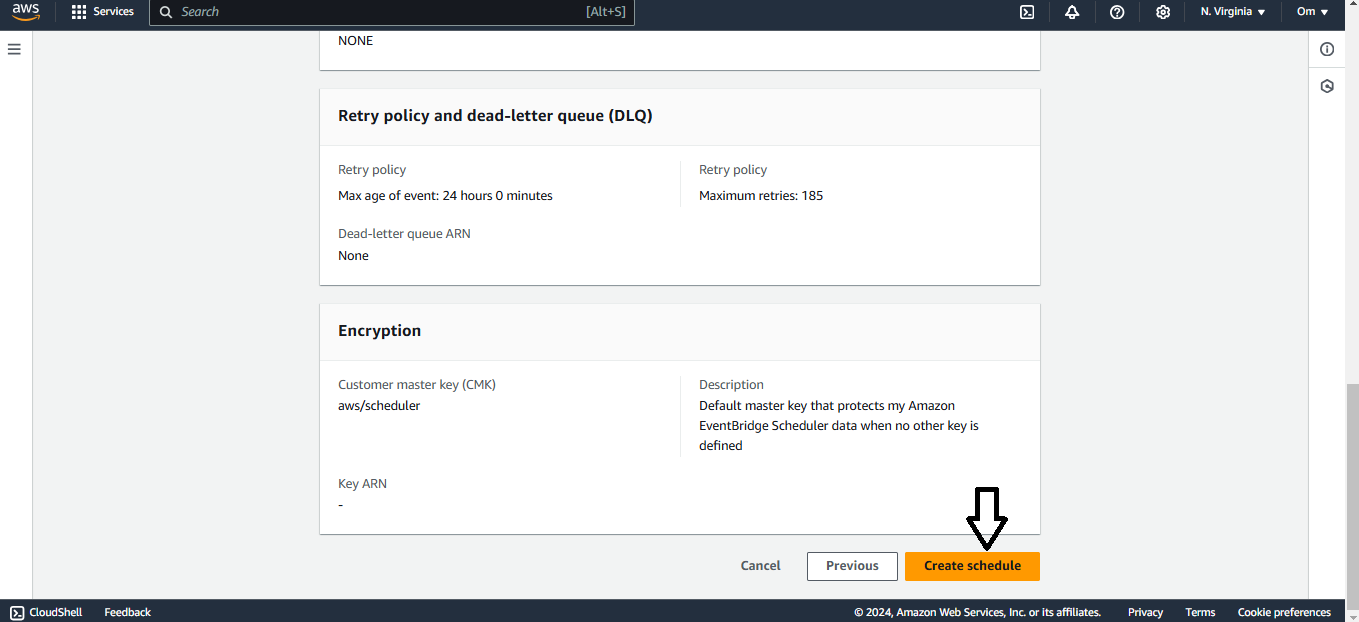 aws
Services
Search
[Alt+S]
N. Virginia
Om
NONE
Retry policy and dead-letter queue (DLQ)
Retry policy
Max age of event: 24 hours 0 minutes
Retry policy
Maximum retries: 185
Dead-letter queue ARN
None
Encryption
Customer master key (CMK)
aws/scheduler
Description
Default master key that protects my Amazon
EventBridge Scheduler data when no other key is
defined
Key ARN
-
Cancel
Previous
Create schedule
CloudShell
Feedback
© 2024, Amazon Web Services, Inc. or its affiliates.
Privacy
Terms
Cookie preferences